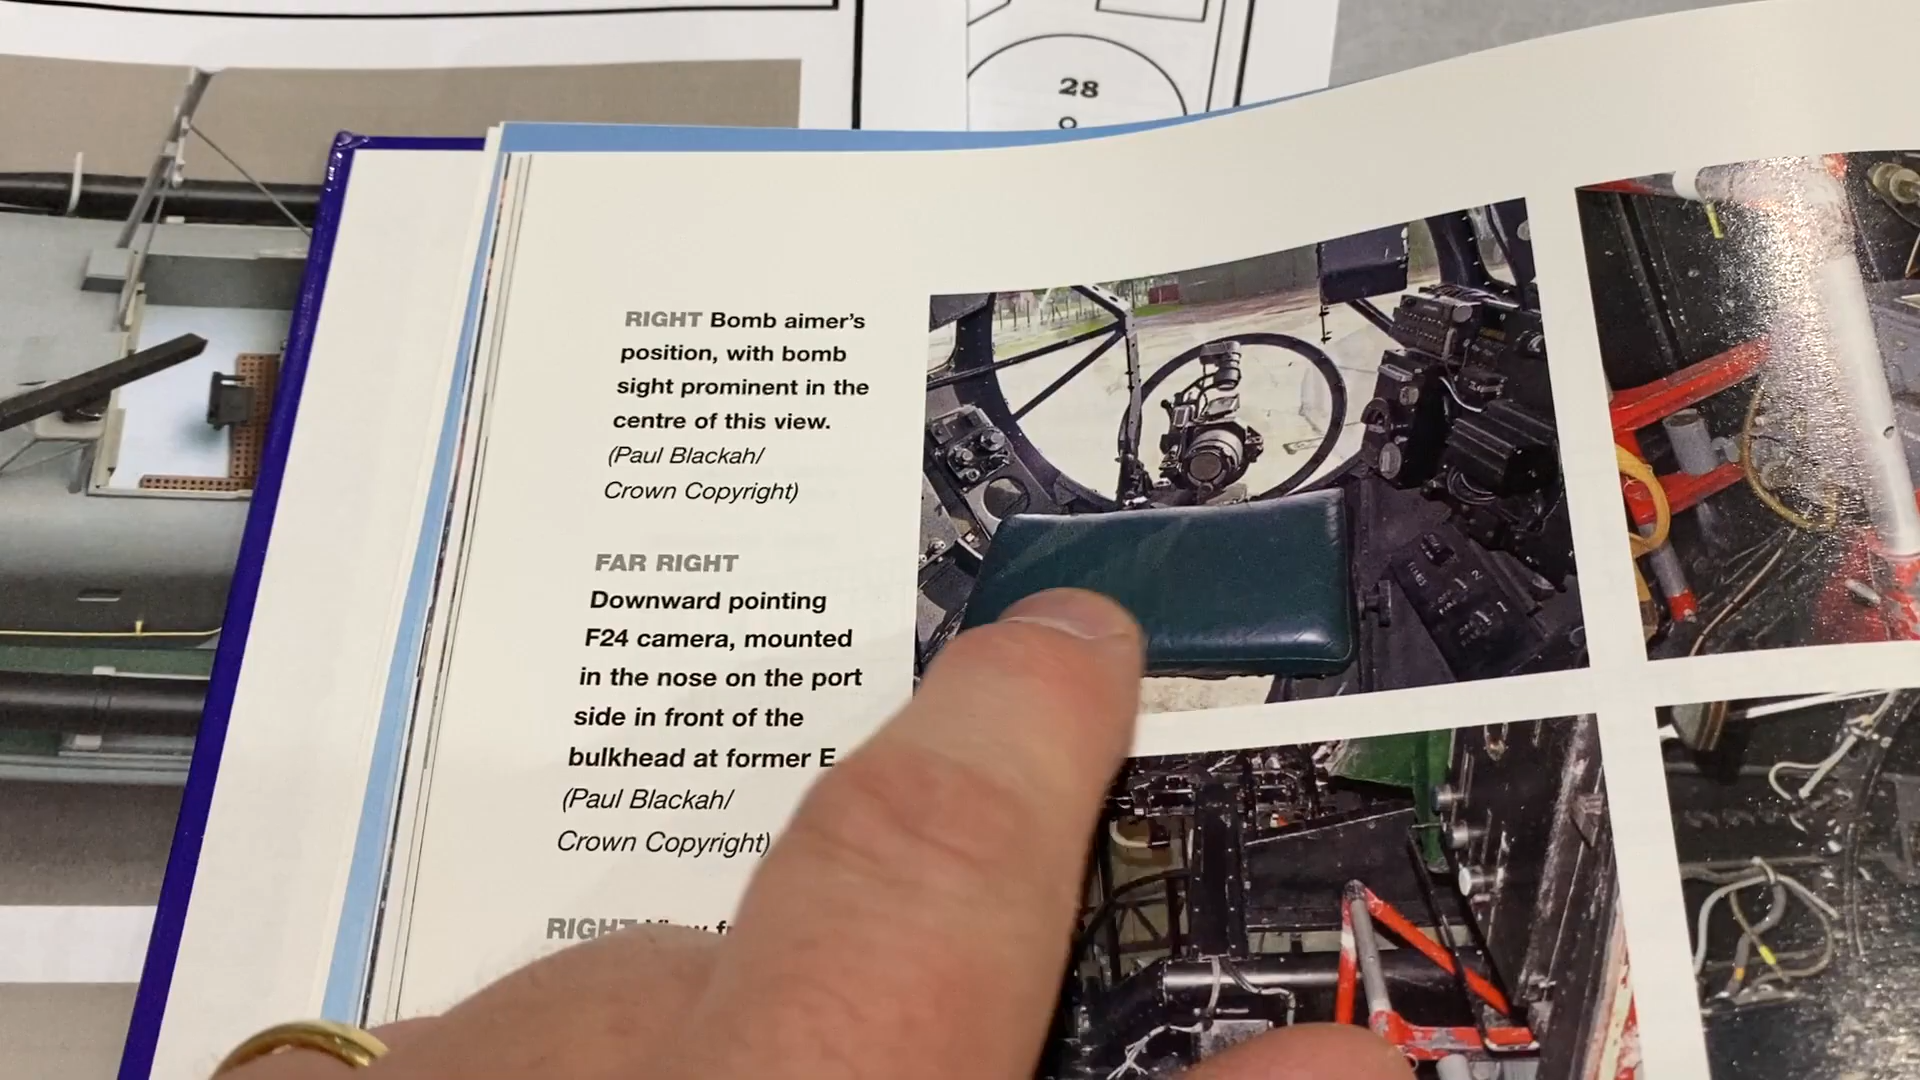 28
RIGHT Bomb aimer's
position, with bomb
sight prominent in the
centre of this view.
(Paul Blackah/
Crown Copyright)
FAR RIGHT
Downward pointing
F24 camera, mounted
in the nose on the port
side in front of the
bulkhead at former E
(Paul Blackah/
Crown Copyright)
RIGHT View